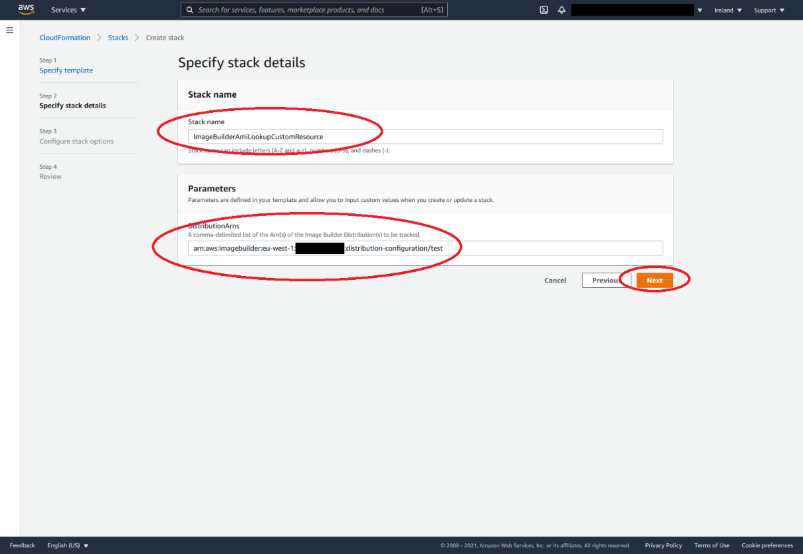 aws Services Search for services, features, marketplace products, and docs [Alt+S] Ireland Support
CloudFormation > Stacks > Create stack
Step 1
Specify template
Step 2
Specify stack details
Step 3
Configure stack options
Step 4
Review
Specify stack details
Stack name
Stack name
ImageBuilderAmiLookupCustomResource
Stack name can include letters (A-Z and a-z), numbers (0-9), and dashes (-).
Parameters
Parameters are defined in your template and allow you to input custom values when you create or update a stack.
DistributionArns
A comma-delimited list of the Arn(s) of the Image Builder Distribution(s) to be tracked.
arn:aws:imagebuilder:eu-west-1: :distribution-configuration/test
Cancel Previous Next
Feedback English (US) © 2008 - 2021, Amazon Web Services, Inc. or its affiliates. All rights reserved. Privacy Policy Terms of Use Cookie preferences